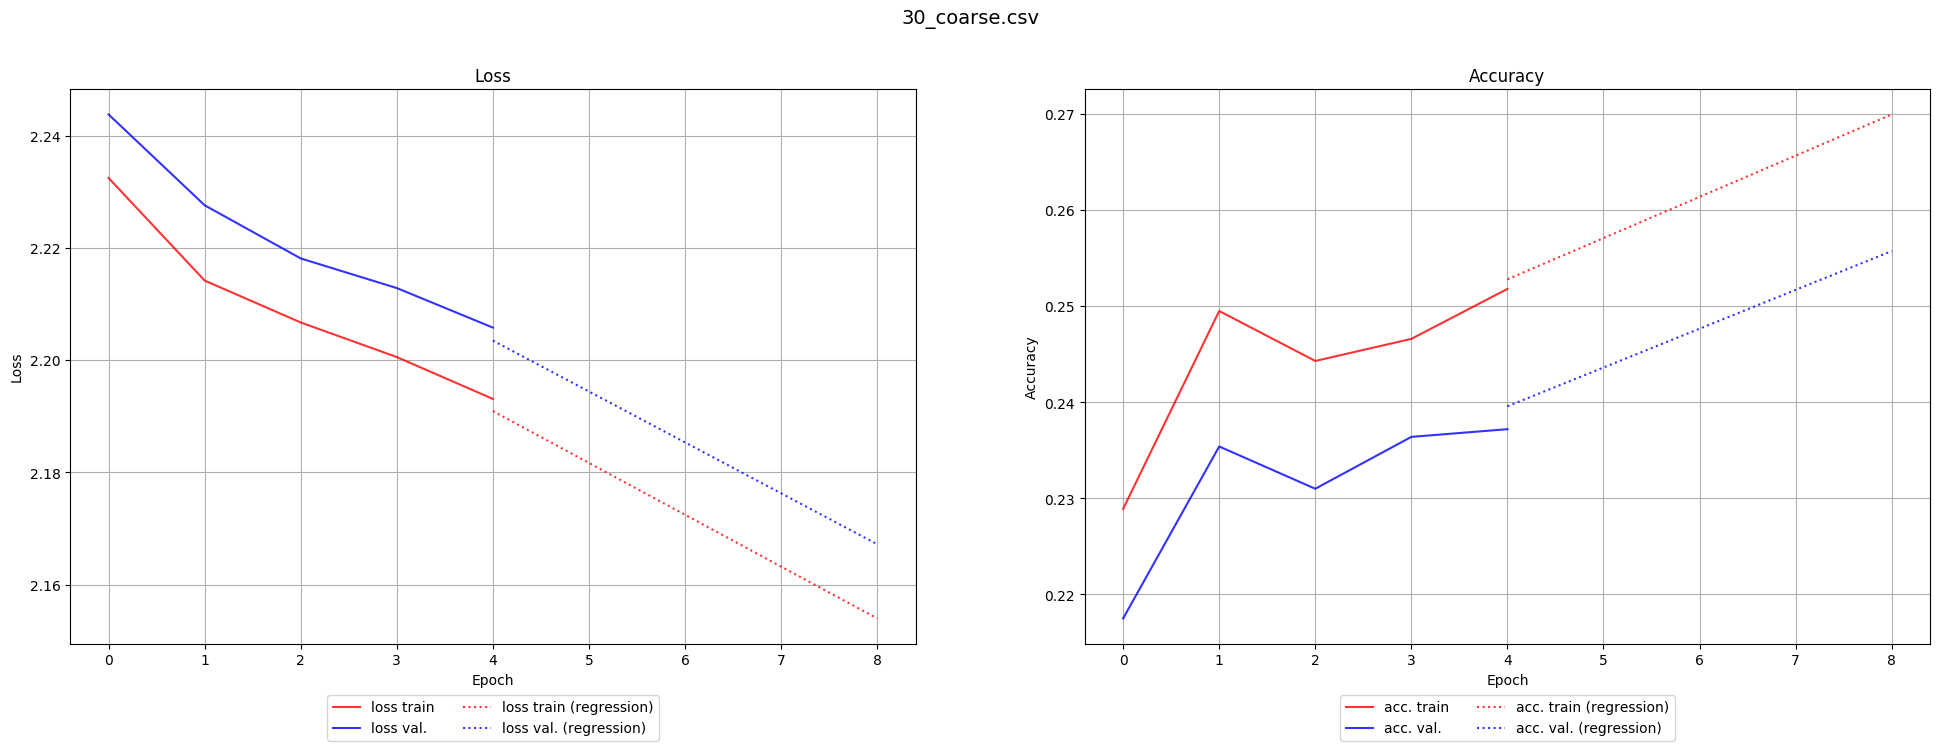 30_coarse.csv
Loss
Loss
2.24
2.22
2.20
2.18
2.16
0 1 2 3 4 5 6 7 8
Epoch
loss train loss train (regression)
loss val. loss val. (regression)
Accuracy
Accuracy
0.27
0.26
0.25
0.24
0.23
0.22
0 1 2 3 4 5 6 7 8
Epoch
acc. train acc. train (regression)
acc. val. acc. val. (regression)